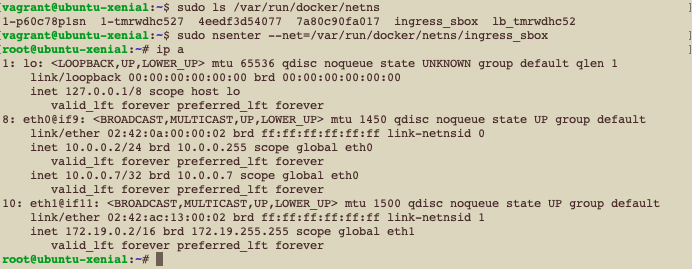 [vagrant@ubuntu-xenial:~$ sudo ls /var/run/docker/netns ]
1-p60c78p1sn  1-tmrwdhc527  4eedf3d54077  7a80c90fa017  ingress_sbox  lb_tmrwdhc52
[vagrant@ubuntu-xenial:~$ sudo nsenter --net=/var/run/docker/netns/ingress_sbox ]
[root@ubuntu-xenial:~# ip a ]
1: lo: <LOOPBACK,UP,LOWER_UP> mtu 65536 qdisc noqueue state UNKNOWN group default qlen 1
    link/loopback 00:00:00:00:00:00 brd 00:00:00:00:00:00
    inet 127.0.0.1/8 scope host lo
       valid_lft forever preferred_lft forever
8: eth0@if9: <BROADCAST,MULTICAST,UP,LOWER_UP> mtu 1450 qdisc noqueue state UP group default
    link/ether 02:42:0a:00:00:02 brd ff:ff:ff:ff:ff:ff link-netnsid 0
    inet 10.0.0.2/24 brd 10.0.0.255 scope global eth0
       valid_lft forever preferred_lft forever
    inet 10.0.0.7/32 brd 10.0.0.7 scope global eth0
       valid_lft forever preferred_lft forever
10: eth1@if11: <BROADCAST,MULTICAST,UP,LOWER_UP> mtu 1500 qdisc noqueue state UP group default
    link/ether 02:42:ac:13:00:02 brd ff:ff:ff:ff:ff:ff link-netnsid 1
    inet 172.19.0.2/16 brd 172.19.255.255 scope global eth1
       valid_lft forever preferred_lft forever
root@ubuntu-xenial:~#